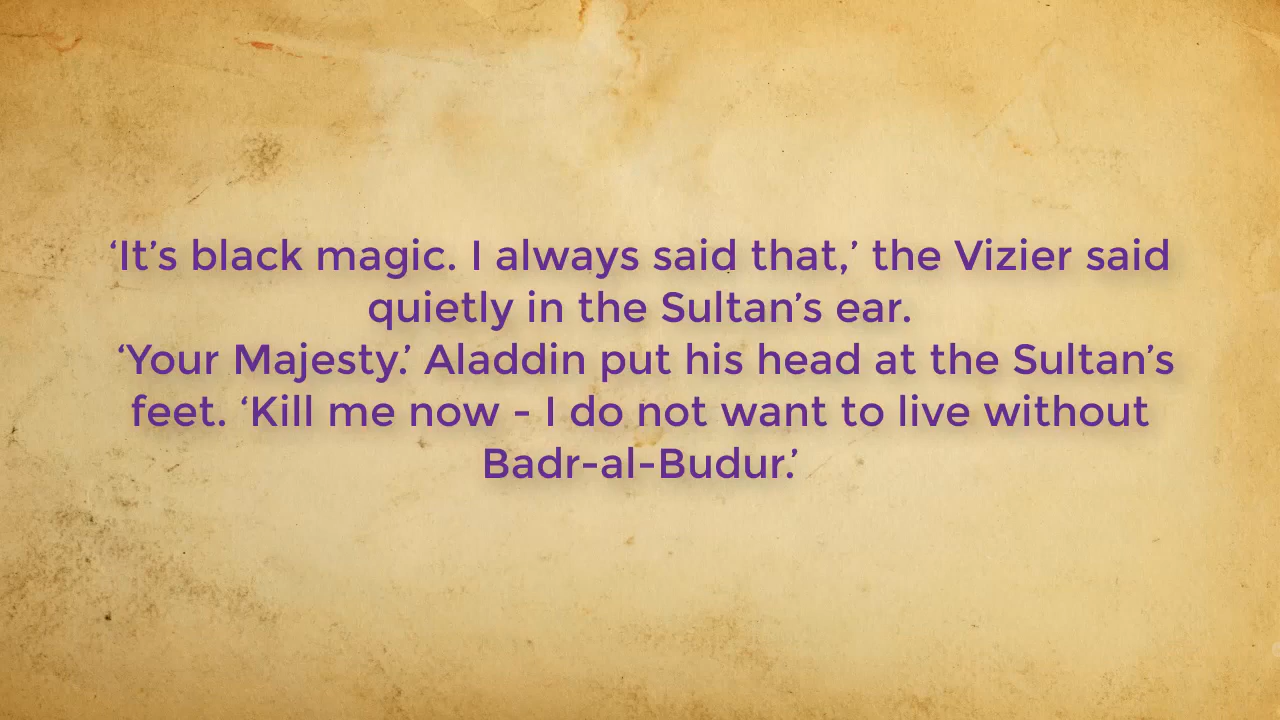 ‘It’s black magic. I always said that,’ the Vizier said
quietly in the Sultan’s ear.
‘Your Majesty.’ Aladdin put his head at the Sultan’s
feet. ‘Kill me now - I do not want to live without
Badr-al-Budur.’